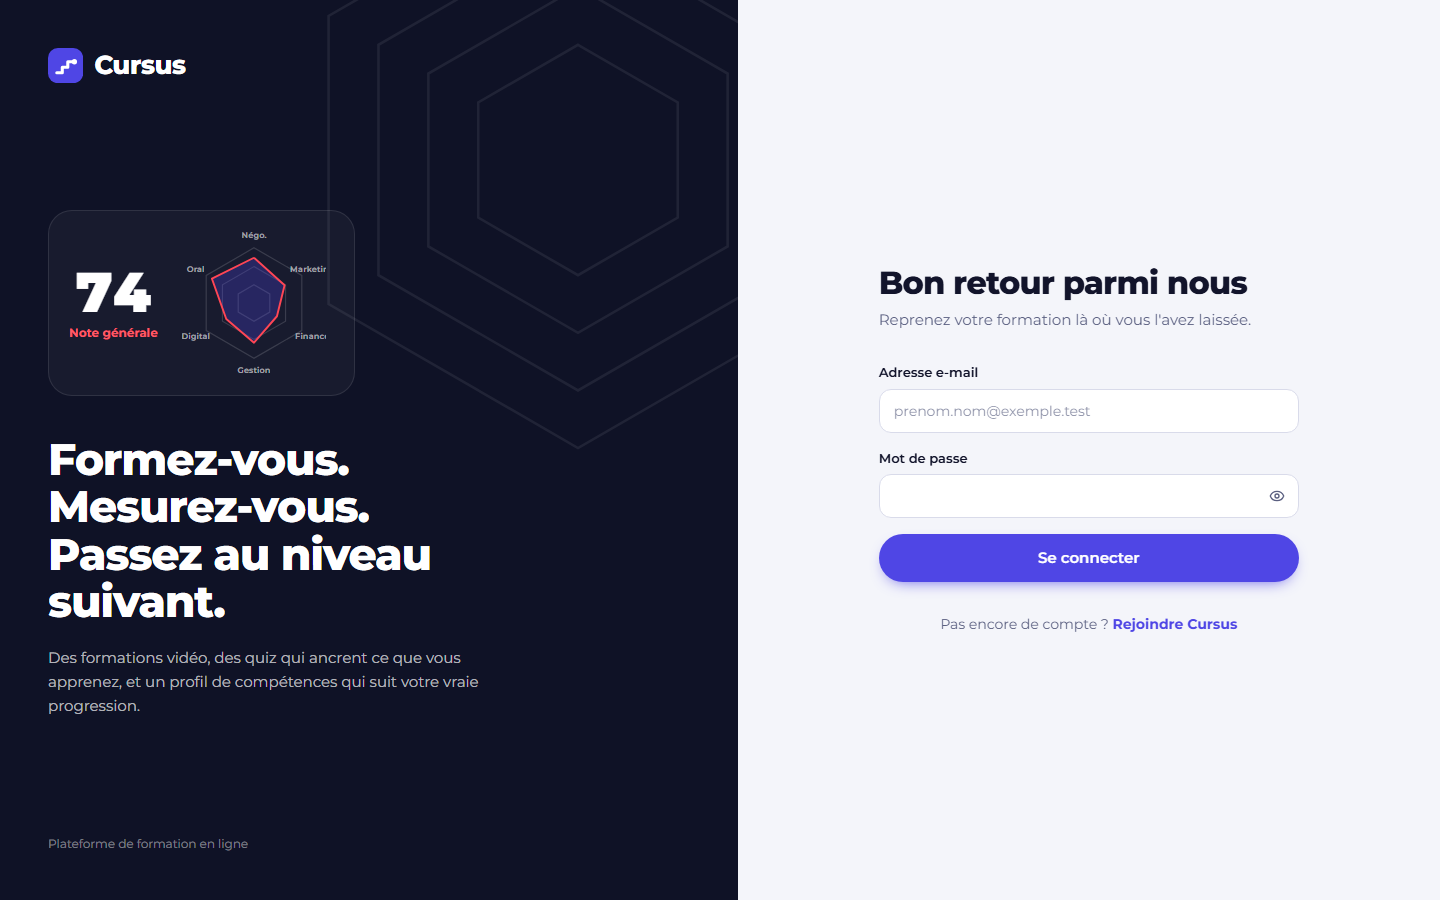 Cursus
Négo.
Oral
Marketin
74
Note générale
Digital
Financ
Gestion
Formez-vous.
Mesurez-vous.
Passez au niveau
suivant.
Des formations vidéo, des quiz qui ancrent ce que vous
apprenez, et un profil de compétences qui suit votre vraie
progression.
Plateforme de formation en ligne
Bon retour parmi nous
Reprenez votre formation là où vous l'avez laissée.
Adresse e-mail
prenom.nom@exemple.test
Mot de passe
Se connecter
Pas encore de compte ? Rejoindre Cursus